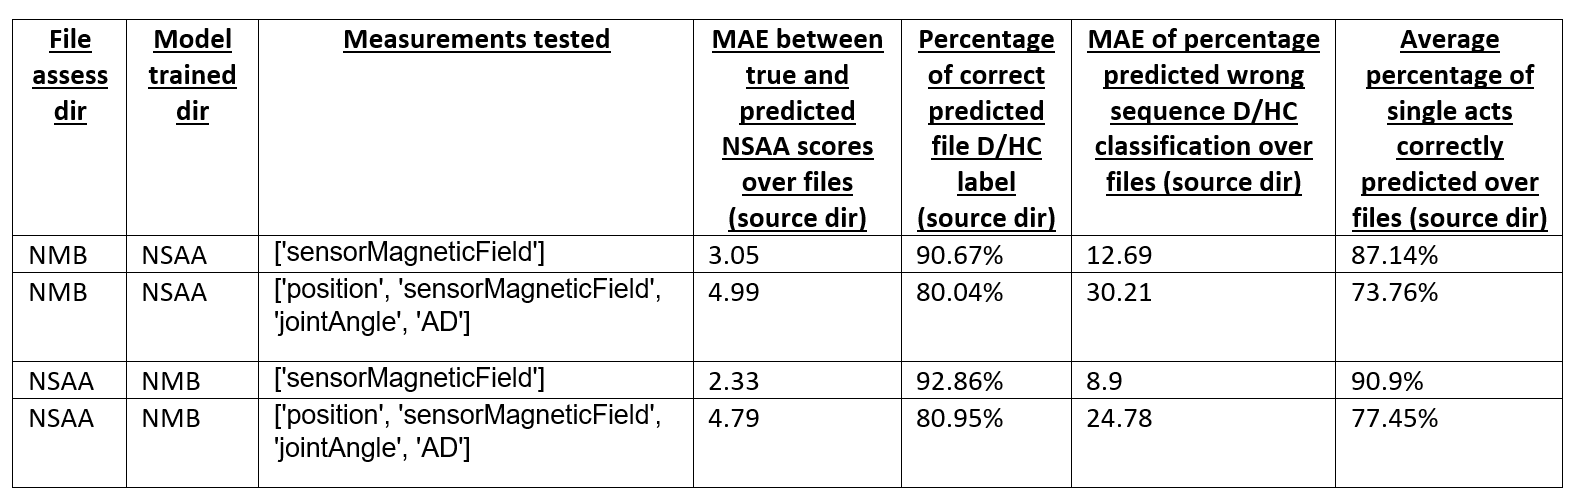 File
assess
dir
Model
trained
dir
Measurements tested
MAE between
true and
predicted
NSAA scores
over files
(source dir)
Percentage
of correct
predicted
file D/HC
label
(source dir)
MAE of percentage
predicted wrong
sequence D/HC
classification over
files (source dir)
Average
percentage of
single acts
correctly
predicted over
files (source dir)
NMB
NSAA
['sensorMagneticField']
3.05
90.67%
12.69
87.14%
NMB
NSAA
['position', 'sensorMagneticField',
'jointAngle', 'AD']
4.99
80.04%
30.21
73.76%
NSAA
NMB
['sensorMagneticField']
2.33
92.86%
8.9
90.9%
NSAA
NMB
['position', 'sensorMagneticField',
'jointAngle', 'AD']
4.79
80.95%
24.78
77.45%